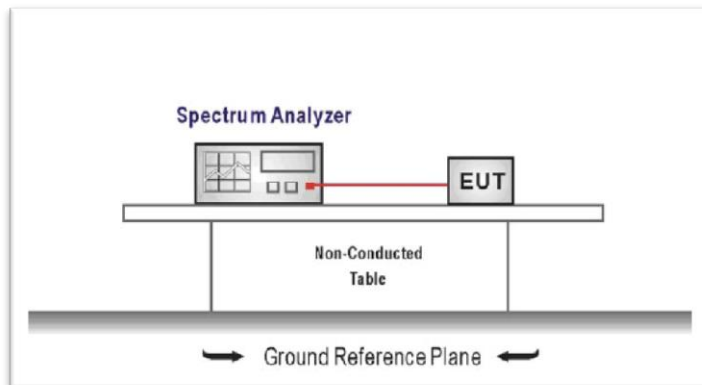 Spectrum Analyzer
EUT
Non-Conducted
Table
Ground Reference Plane